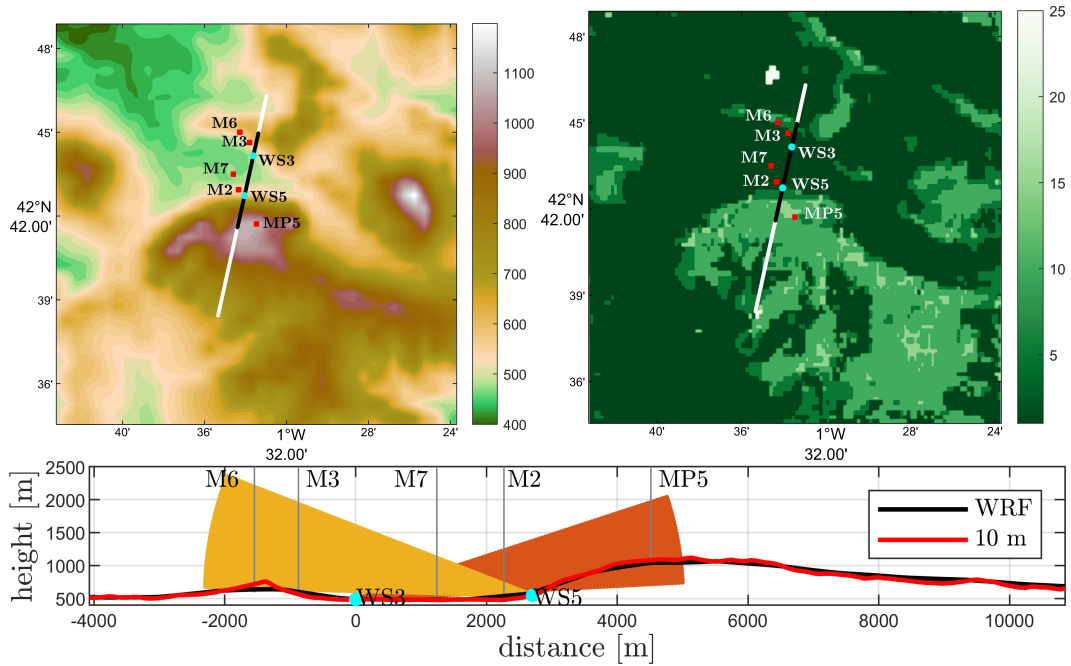 48'
45'
42°N
42.00'
39'
36'
M6
M3
WS3
M7
M2
WS5
MP5
40'
36'
1°W
32.00'
28'
24'
1100
1000
900
800
700
600
500
400
48'
45'
42°N
42.00'
39'
36'
M6
M3
WS3
M7
M2
WS5
MP5
40'
36'
1°W
32.00'
28'
24'
25
20
15
10
5
2500
2000
1500
1000
500
height [m]
M6
M3
M7
M2
MP5
WS3
WS5
WRF
10 m
-4000
-2000
0
2000
4000
6000
8000
10000
distance [m]